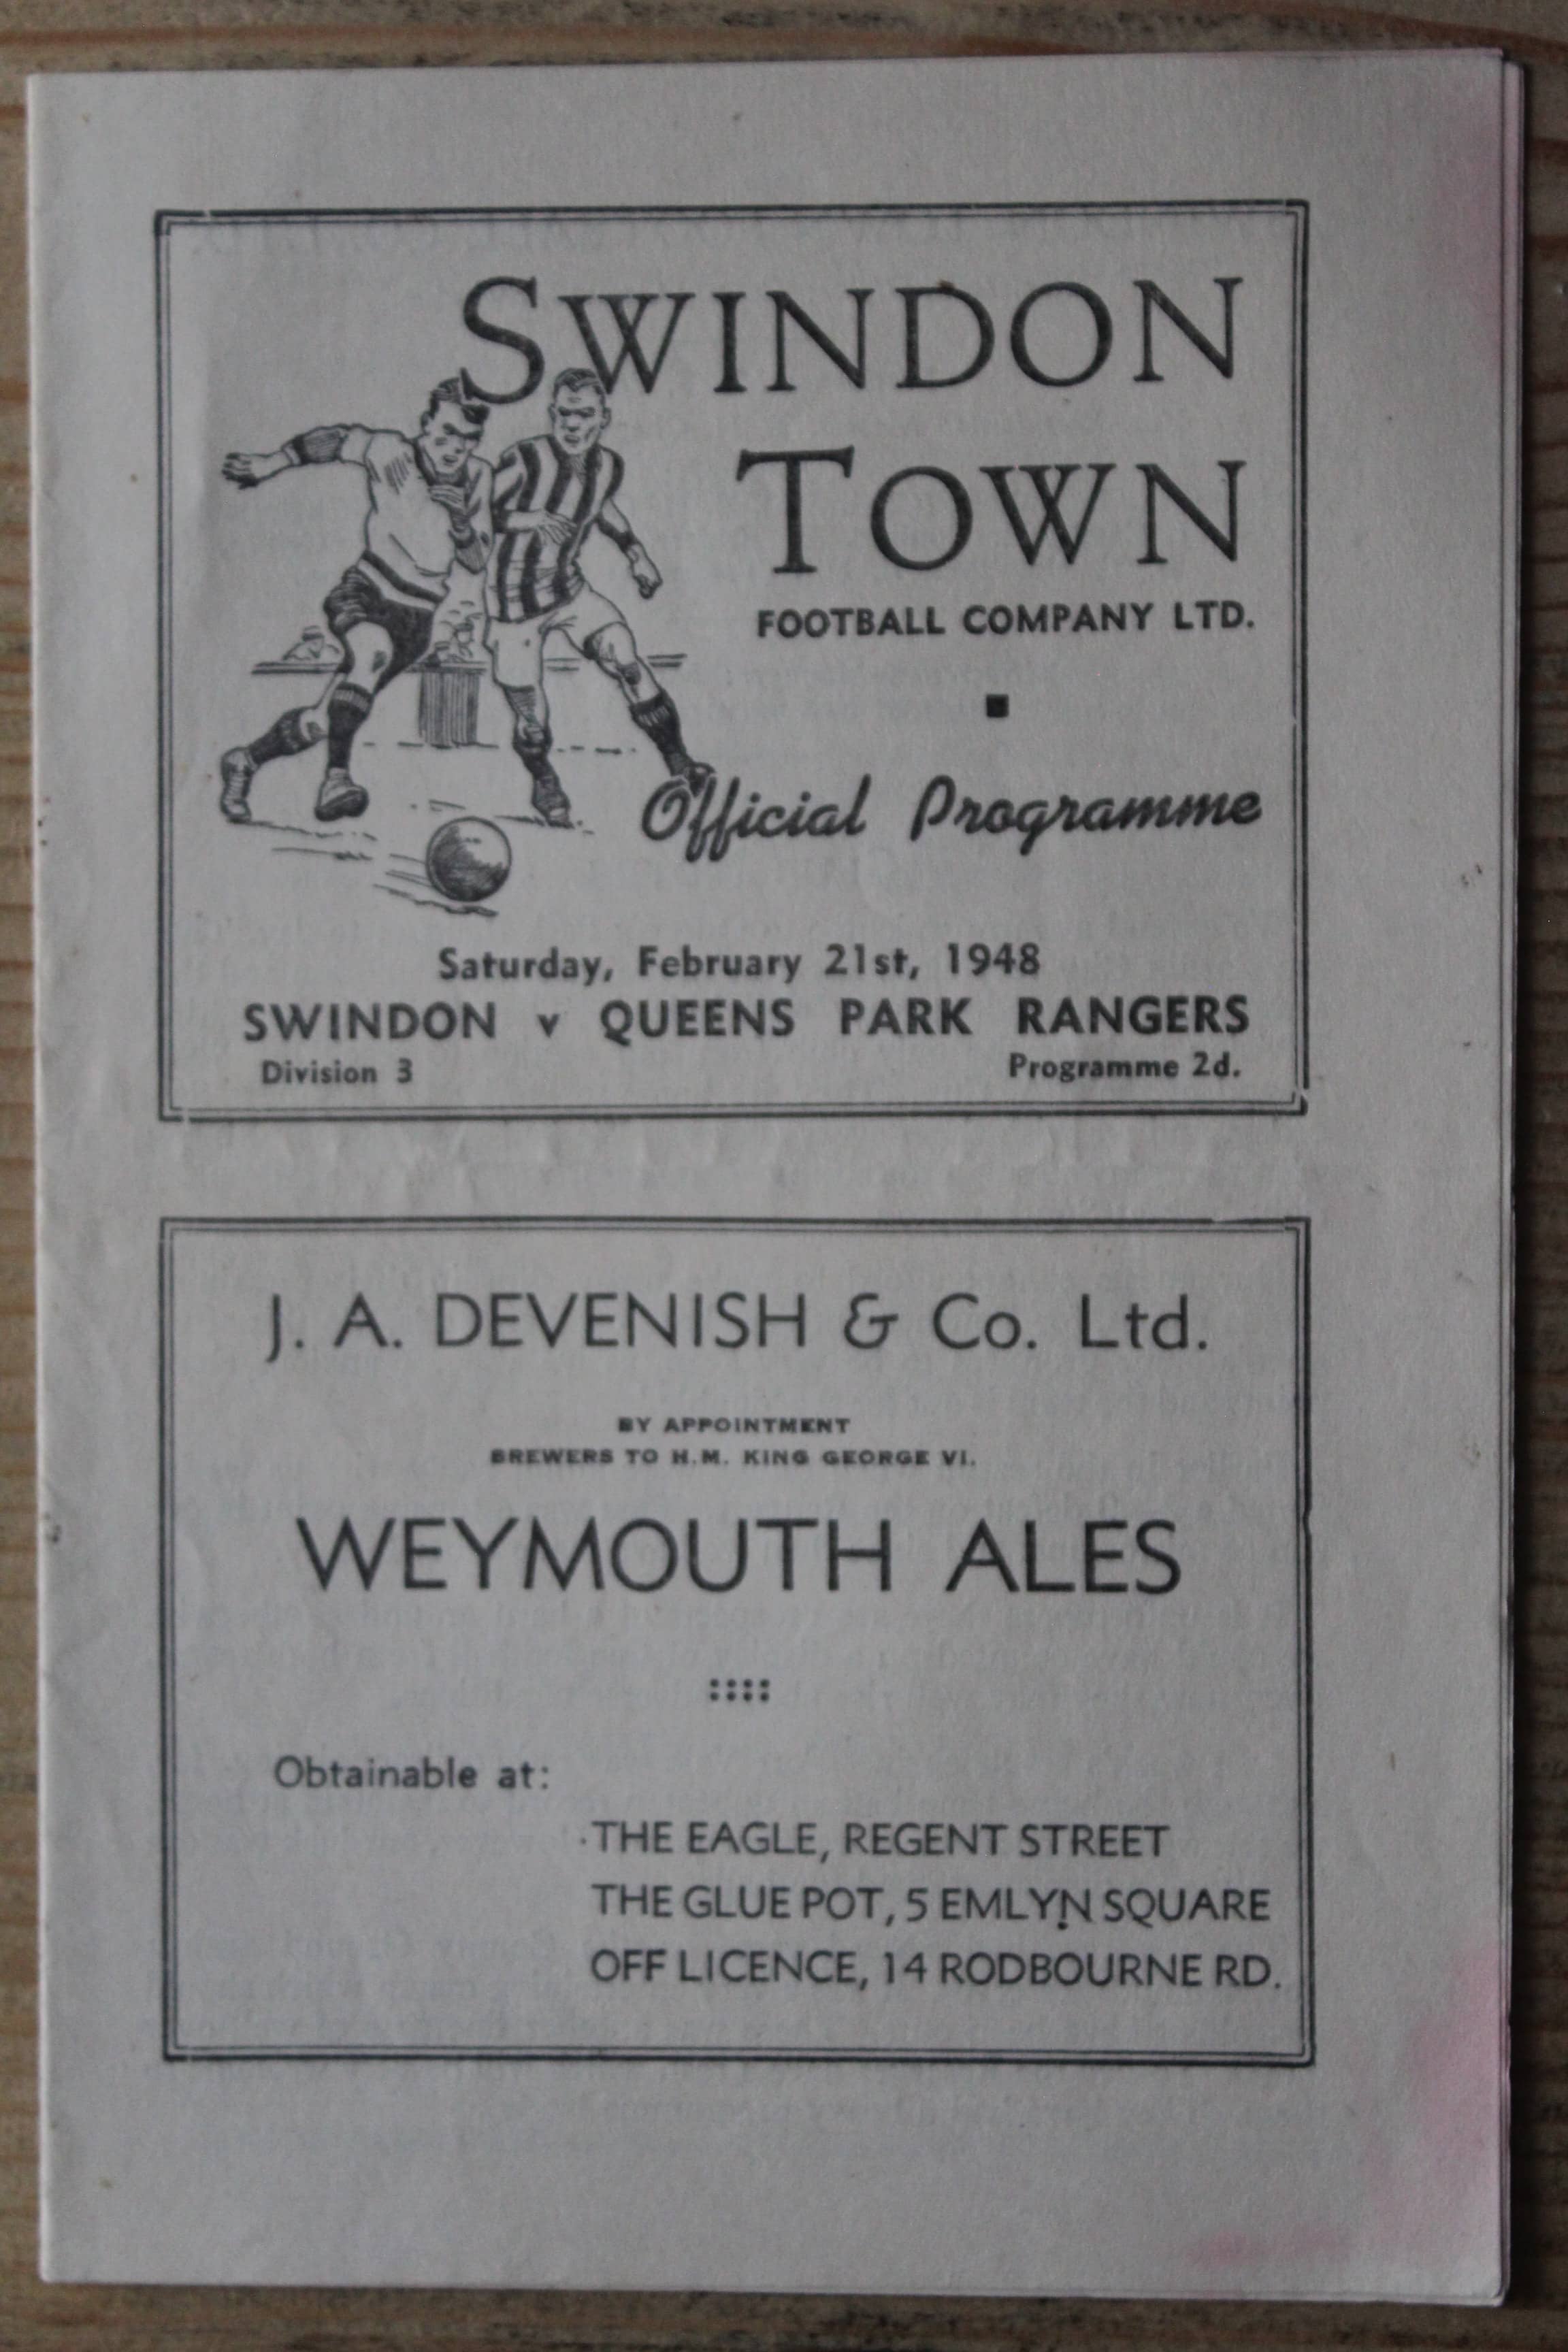 SWINDON
TOWN
FOOTBALL COMPANY LTD.
Official Programme
Saturday, February 21st, 1948
SWINDON v QUEENS PARK RANGERS
Division 3 Programme 2d.
J. A. DEVENISH & Co. Ltd.
BY APPOINTMENT
BREWERS TO H.M. KING GEORGE VI.
WEYMOUTH ALES
Obtainable at:
THE EAGLE, REGENT STREET
THE GLUE POT, 5 EMLYN SQUARE
OFF LICENCE, 14 RODBOURNE RD.